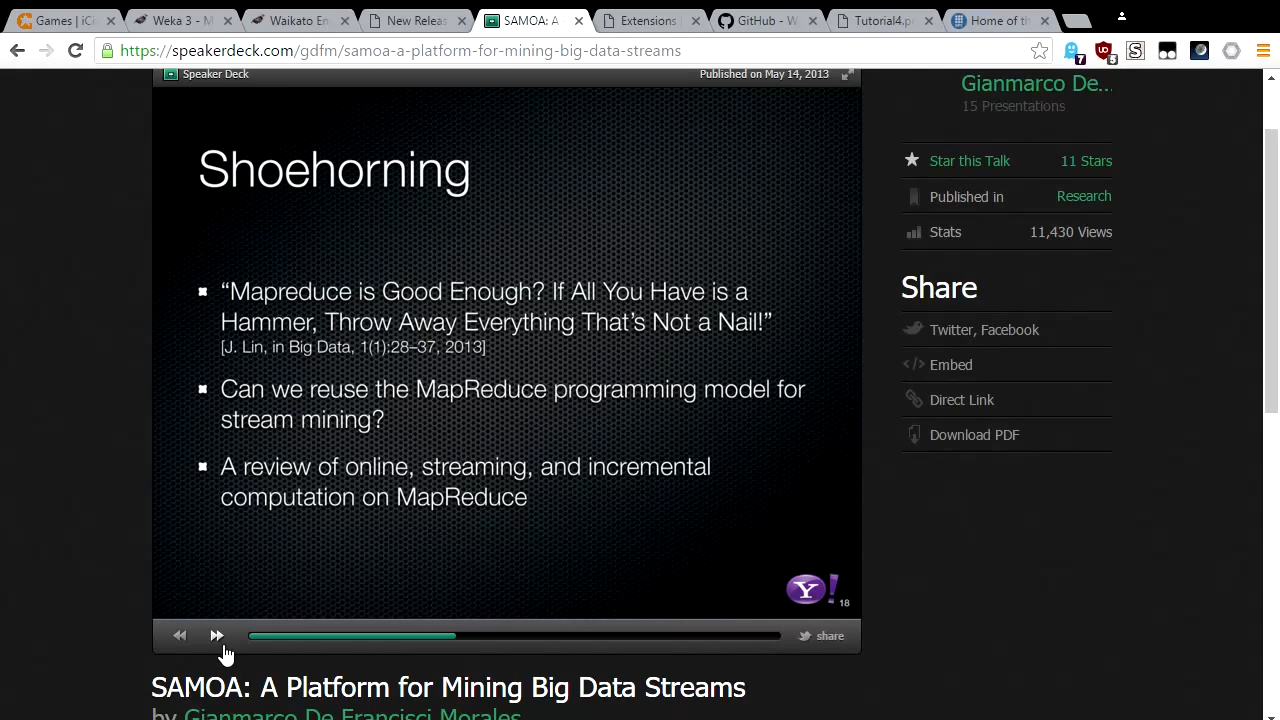 Games | iCi
Weka 3 - M
Waikato En
New Releas
SAMOA: A
Extensions
GitHub - W
Tutorial4.p
Home of th
https://speakerdeck.com/gdfm/samoa-a-platform-for-mining-big-data-streams
7
5
Speaker Deck
Published on May 14, 2013
Shoehorning
“Mapreduce is Good Enough? If All You Have is a
Hammer, Throw Away Everything That’s Not a Nail!”
[J. Lin, in Big Data, 1(1):28–37, 2013]
Can we reuse the MapReduce programming model for
stream mining?
A review of online, streaming, and incremental
computation on MapReduce
Y!
18
share
SAMOA: A Platform for Mining Big Data Streams
by Gianmarco De Francisci Morales
Gianmarco De...
15 Presentations
Star this Talk 11 Stars
Published in Research
Stats 11,430 Views
Share
Twitter, Facebook
Embed
Direct Link
Download PDF